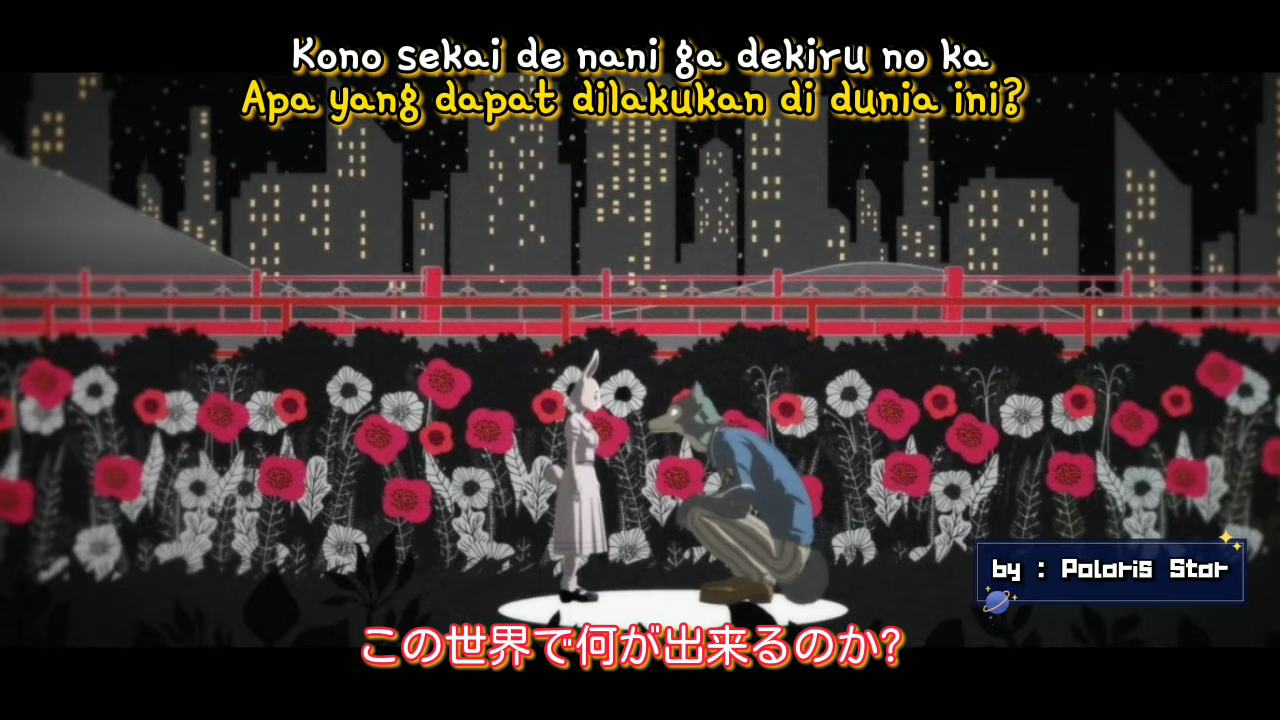 Kono sekai de nani ga dekiru no ka
Apa yang dapat dilakukan di dunia ini?
by : Polaris Star
この世界で何が出来るのか?